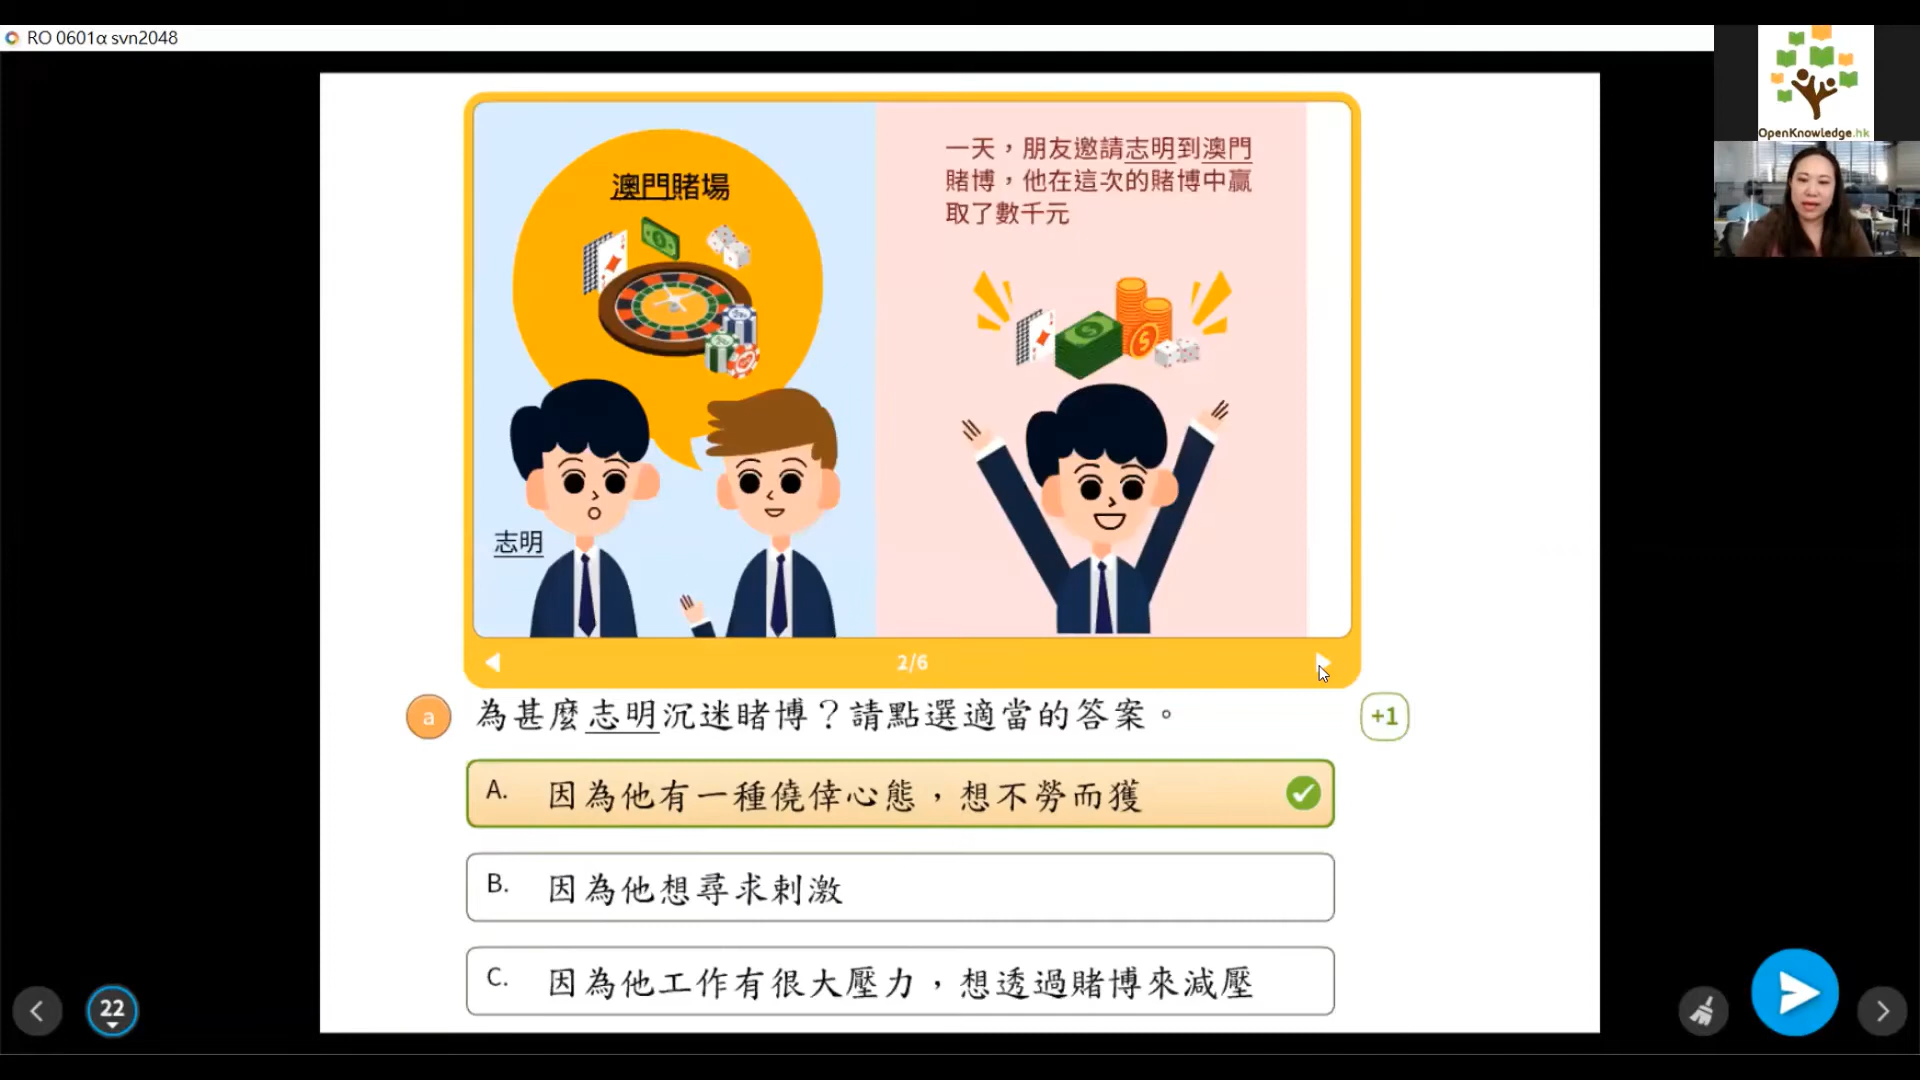 RO 0601α svn2048
OpenKnowledge.hk
澳門賭場
志明
一天，朋友邀請志明到澳門
賭博，他在這次的賭博中贏
取了數千元
2/6
a 為甚麼志明沉迷賭博？請點選適當的答案。 +1
A. 因為他有一種僥倖心態，想不勞而獲
B. 因為他想尋求刺激
C. 因為他工作有很大壓力，想透過賭博來減壓
22